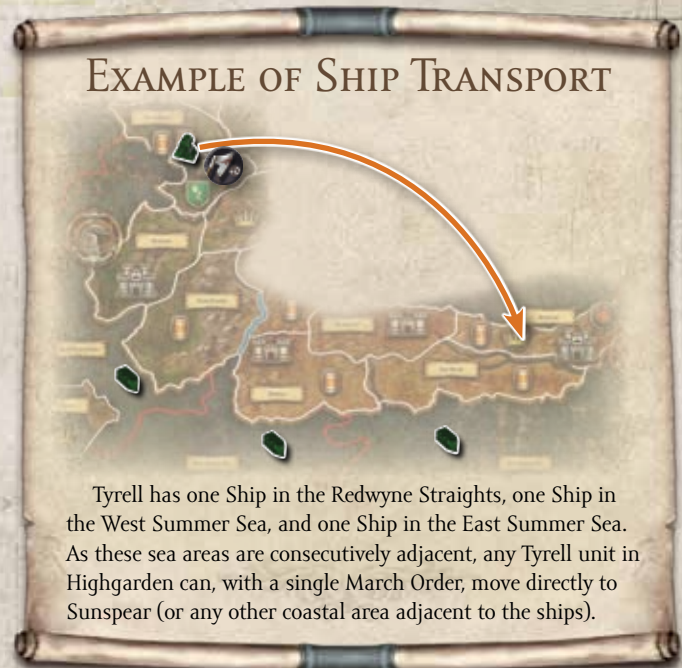 Example of Ship Transport
Tyrell has one Ship in the Redwyne Straights, one Ship in
the West Summer Sea, and one Ship in the East Summer Sea.
As these sea areas are consecutively adjacent, any Tyrell unit in
Highgarden can, with a single March Order, move directly to
Sunspear (or any other coastal area adjacent to the ships).